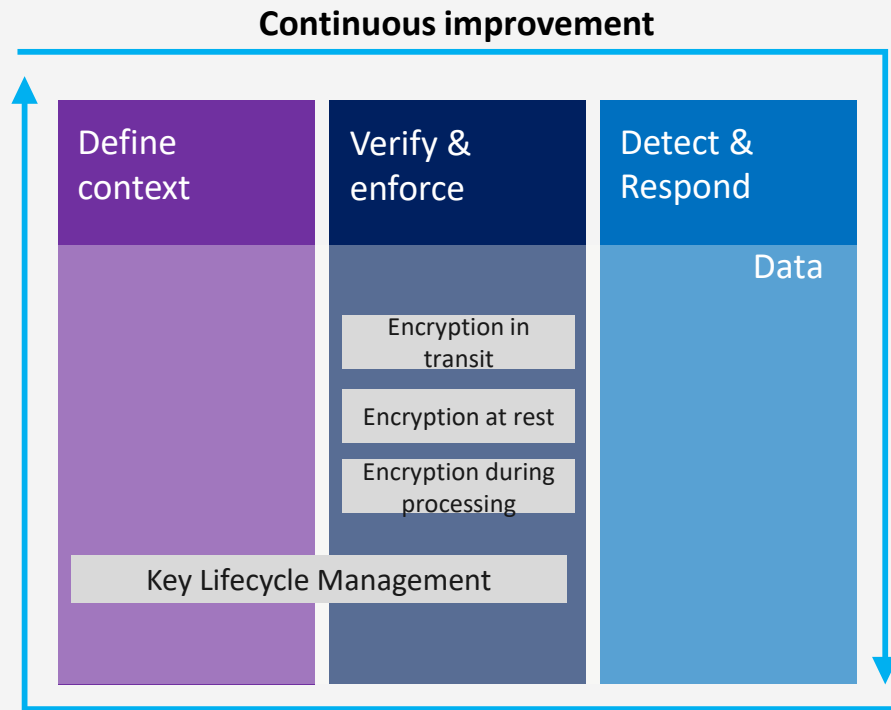 Continuous improvement
Define
context
Verify &
enforce
Detect &
Respond
Data
Encryption in
transit
Encryption at rest
Encryption during
processing
Key Lifecycle Management